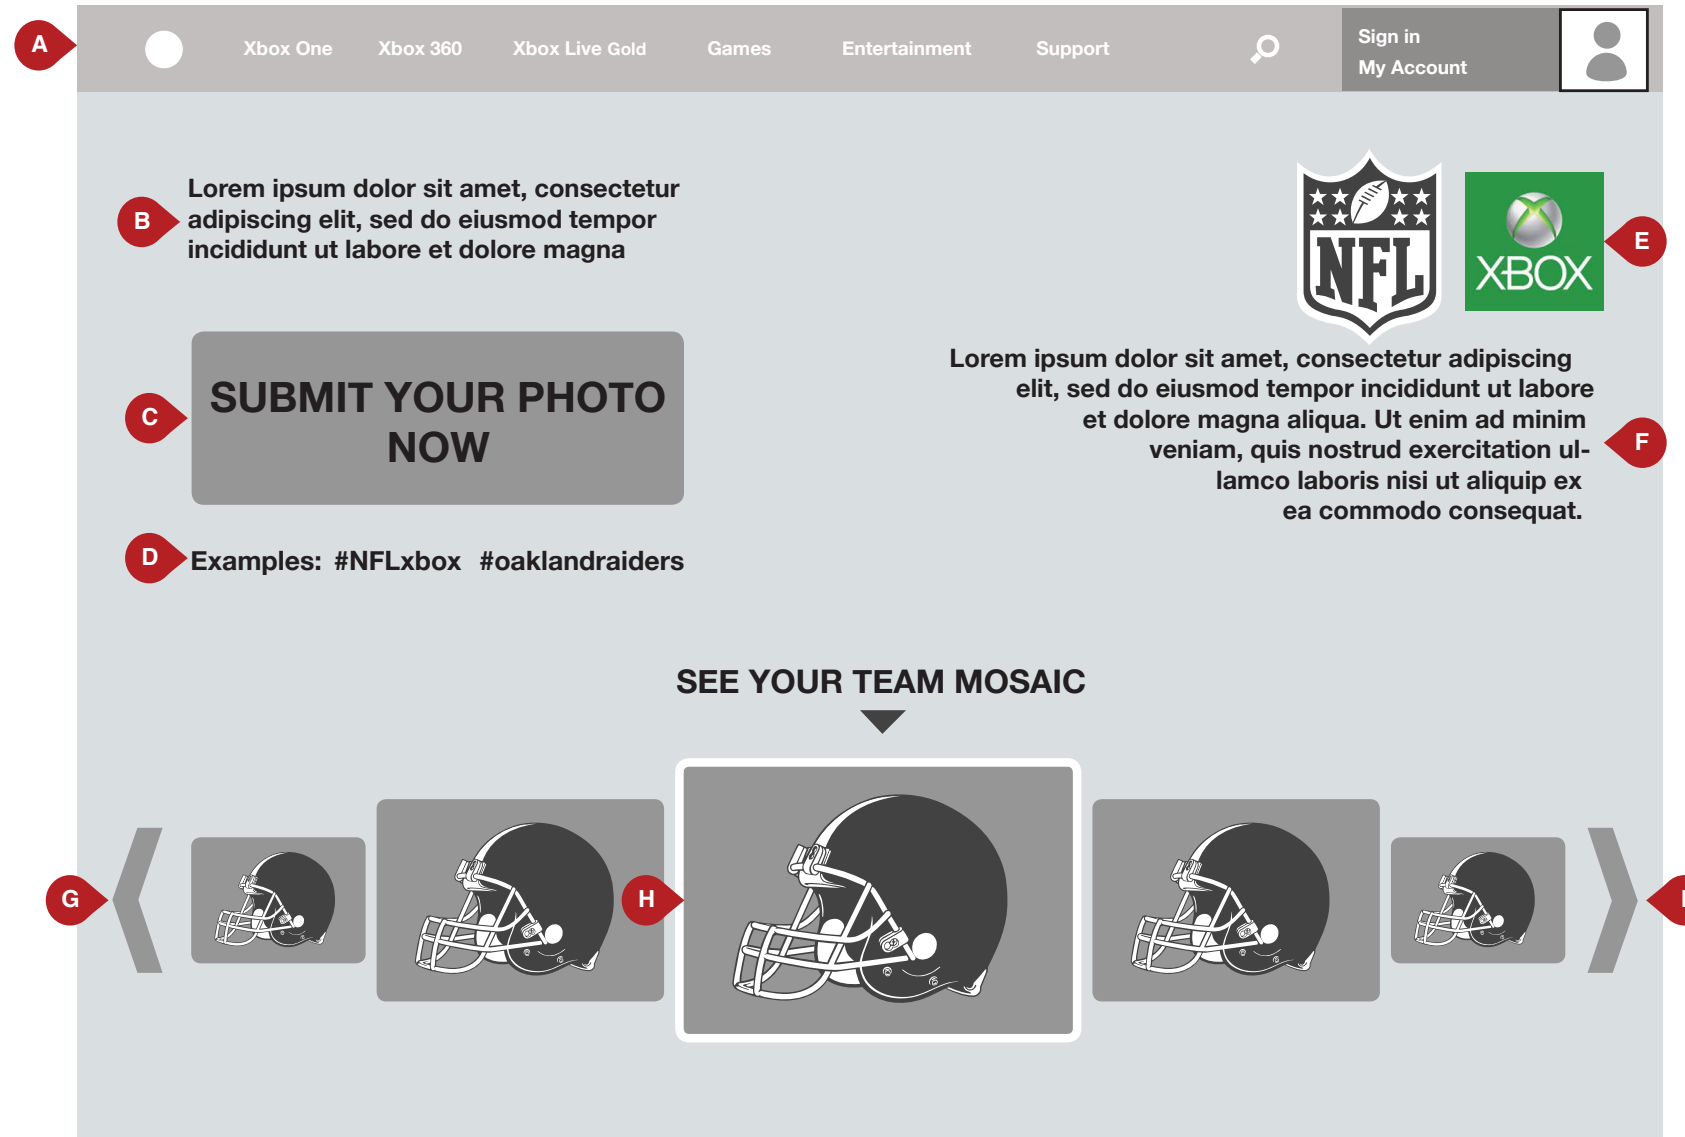 A
Xbox One Xbox 360 Xbox Live Gold Games Entertainment Support
Sign in
My Account
B
Lorem ipsum dolor sit amet, consectetur
adipiscing elit, sed do eiusmod tempor
incididunt ut labore et dolore magna
NFL
XBOX
E
C
SUBMIT YOUR PHOTO
NOW
Lorem ipsum dolor sit amet, consectetur adipiscing
elit, sed do eiusmod tempor incididunt ut labore
et dolore magna aliqua. Ut enim ad minim
veniam, quis nostrud exercitation ul-
lamco laboris nisi ut aliquip ex
ea commodo consequat.
F
D
Examples: #NFLxbox #oaklandraiders
SEE YOUR TEAM MOSAIC
G
H